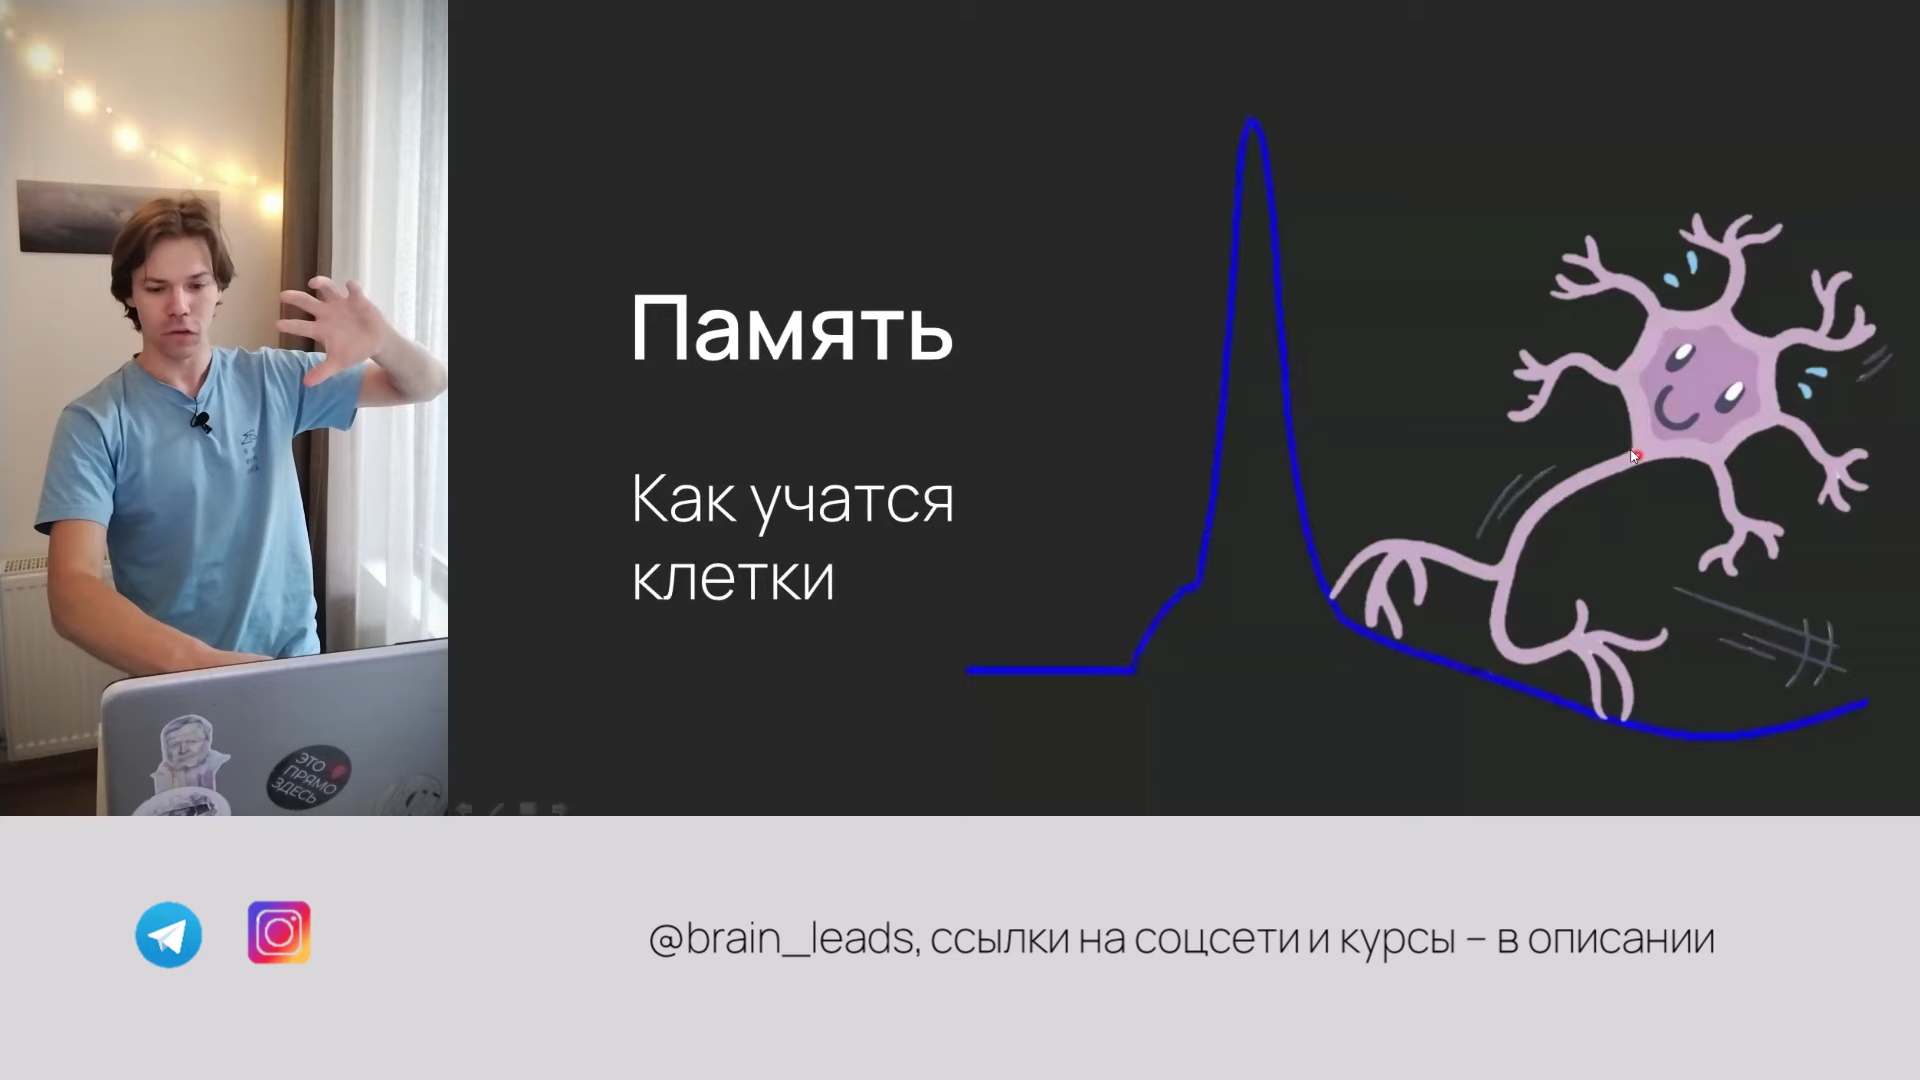 Память
Как учатся
клетки
ЭТО
ПРЯМО
ЗДЕСЬ
@brain_leads, ссылки на соцсети и курсы – в описании